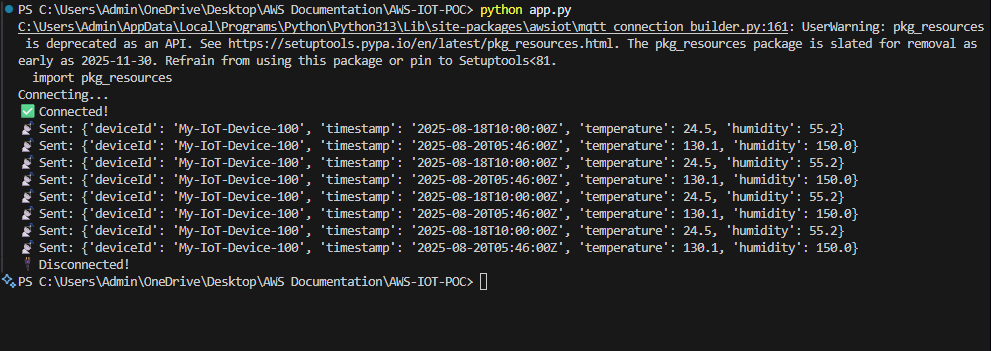 PS C:\Users\Admin\OneDrive\Desktop\AWS Documentation\AWS-IOT-POC> python app.py
C:\Users\Admin\AppData\Local\Programs\Python\Python313\Lib\site-packages\awsiot\mqtt_connection_builder.py:161: UserWarning: pkg_resources
is deprecated as an API. See https://setuptools.pypa.io/en/latest/pkg_resources.html. The pkg_resources package is slated for removal as
early as 2025-11-30. Refrain from using this package or pin to Setuptools<81.
import pkg_resources
Connecting...
✅ Connected!
📡 Sent: {'deviceId': 'My-IoT-Device-100', 'timestamp': '2025-08-18T10:00:00Z', 'temperature': 24.5, 'humidity': 55.2}
📡 Sent: {'deviceId': 'My-IoT-Device-100', 'timestamp': '2025-08-20T05:46:00Z', 'temperature': 130.1, 'humidity': 150.0}
📡 Sent: {'deviceId': 'My-IoT-Device-100', 'timestamp': '2025-08-18T10:00:00Z', 'temperature': 24.5, 'humidity': 55.2}
📡 Sent: {'deviceId': 'My-IoT-Device-100', 'timestamp': '2025-08-20T05:46:00Z', 'temperature': 130.1, 'humidity': 150.0}
📡 Sent: {'deviceId': 'My-IoT-Device-100', 'timestamp': '2025-08-18T10:00:00Z', 'temperature': 24.5, 'humidity': 55.2}
📡 Sent: {'deviceId': 'My-IoT-Device-100', 'timestamp': '2025-08-20T05:46:00Z', 'temperature': 130.1, 'humidity': 150.0}
📡 Sent: {'deviceId': 'My-IoT-Device-100', 'timestamp': '2025-08-18T10:00:00Z', 'temperature': 24.5, 'humidity': 55.2}
📡 Sent: {'deviceId': 'My-IoT-Device-100', 'timestamp': '2025-08-20T05:46:00Z', 'temperature': 130.1, 'humidity': 150.0}
🔌 Disconnected!
PS C:\Users\Admin\OneDrive\Desktop\AWS Documentation\AWS-IOT-POC>